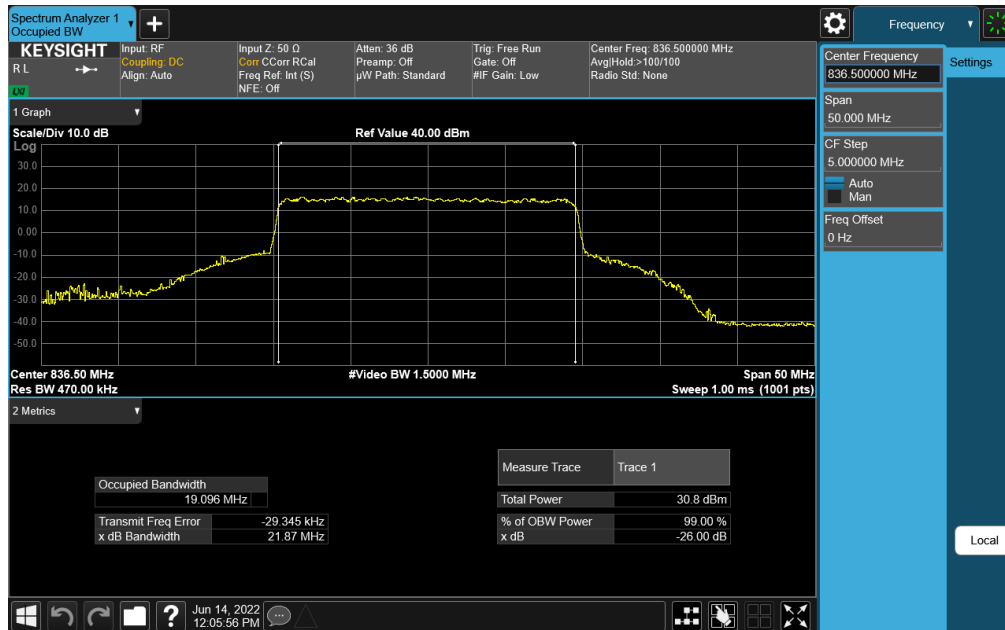 Spectrum Analyzer 1
Occupied BW
Frequency
KEYSIGHT
R L
LXI
Input: RF
Coupling: DC
Align: Auto
Input Z: 50 Ω
Corr CCorr RCal
Freq Ref: Int (S)
NFE: Off
Atten: 36 dB
Preamp: Off
µW Path: Standard
Trig: Free Run
Gate: Off
#IF Gain: Low
Center Freq: 836.500000 MHz
Avg|Hold:>100/100
Radio Std: None
Center Frequency
836.500000 MHz
Settings
Span
50.000 MHz
CF Step
5.000000 MHz
Auto
Man
Freq Offset
0 Hz
Local
1 Graph
Scale/Div 10.0 dB
Ref Value 40.00 dBm
Log
30.0
20.0
10.0
0.00
-10.0
-20.0
-30.0
-40.0
-50.0
Center 836.50 MHz
#Video BW 1.5000 MHz
Span 50 MHz
Res BW 470.00 kHz
Sweep 1.00 ms (1001 pts)
2 Metrics
Measure Trace Trace 1
Occupied Bandwidth
19.096 MHz
Total Power 30.8 dBm
Transmit Freq Error -29.345 kHz
% of OBW Power 99.00 %
x dB Bandwidth 21.87 MHz
x dB -26.00 dB
?
Jun 14, 2022
12:05:56 PM